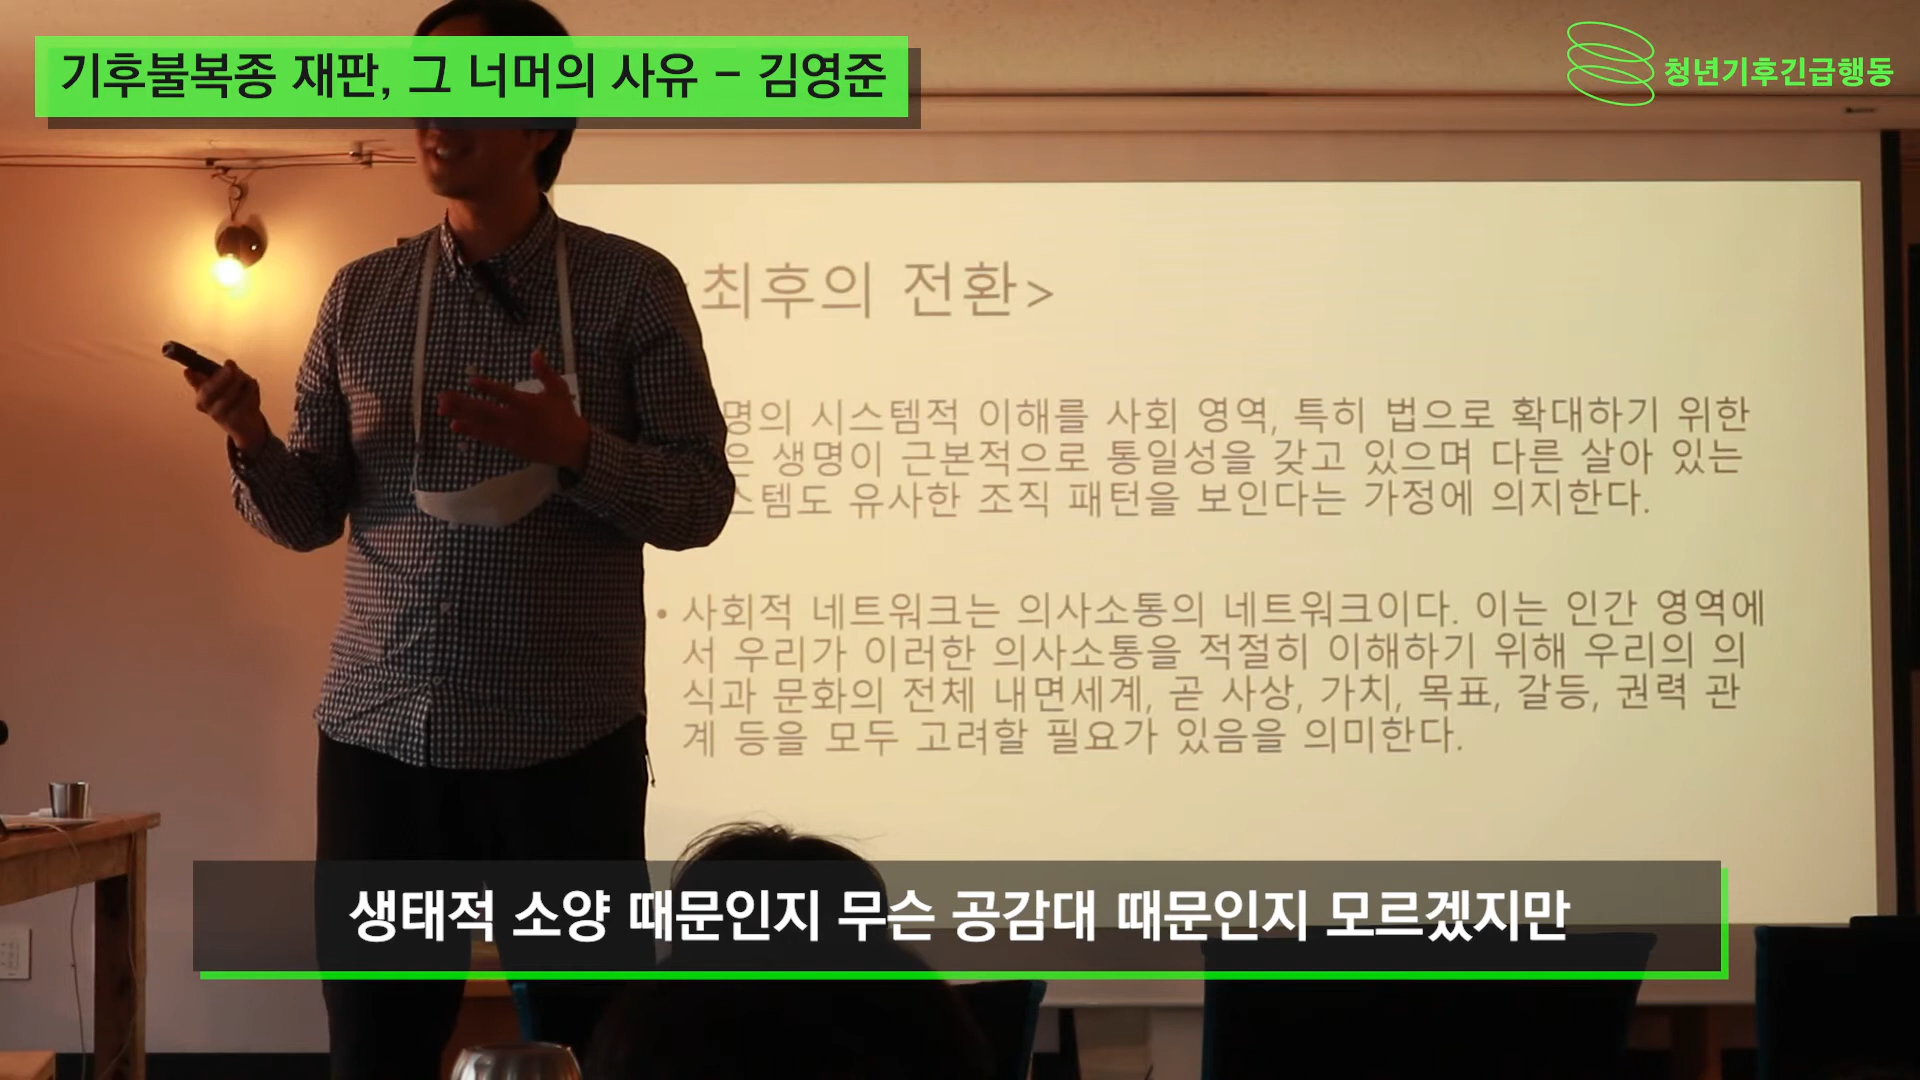 기후불복종 재판, 그 너머의 사유 - 김영준
청년기후긴급행동
최후의 전환>
명의 시스템적 이해를 사회 영역, 특히 법으로 확대하기 위한
은 생명이 근본적으로 통일성을 갖고 있으며 다른 살아 있는
스템도 유사한 조직 패턴을 보인다는 가정에 의지한다.
• 사회적 네트워크는 의사소통의 네트워크이다. 이는 인간 영역에
서 우리가 이러한 의사소통을 적절히 이해하기 위해 우리의 의
식과 문화의 전체 내면세계, 곧 사상, 가치, 목표, 갈등, 권력 관
계 등을 모두 고려할 필요가 있음을 의미한다.
생태적 소양 때문인지 무슨 공감대 때문인지 모르겠지만